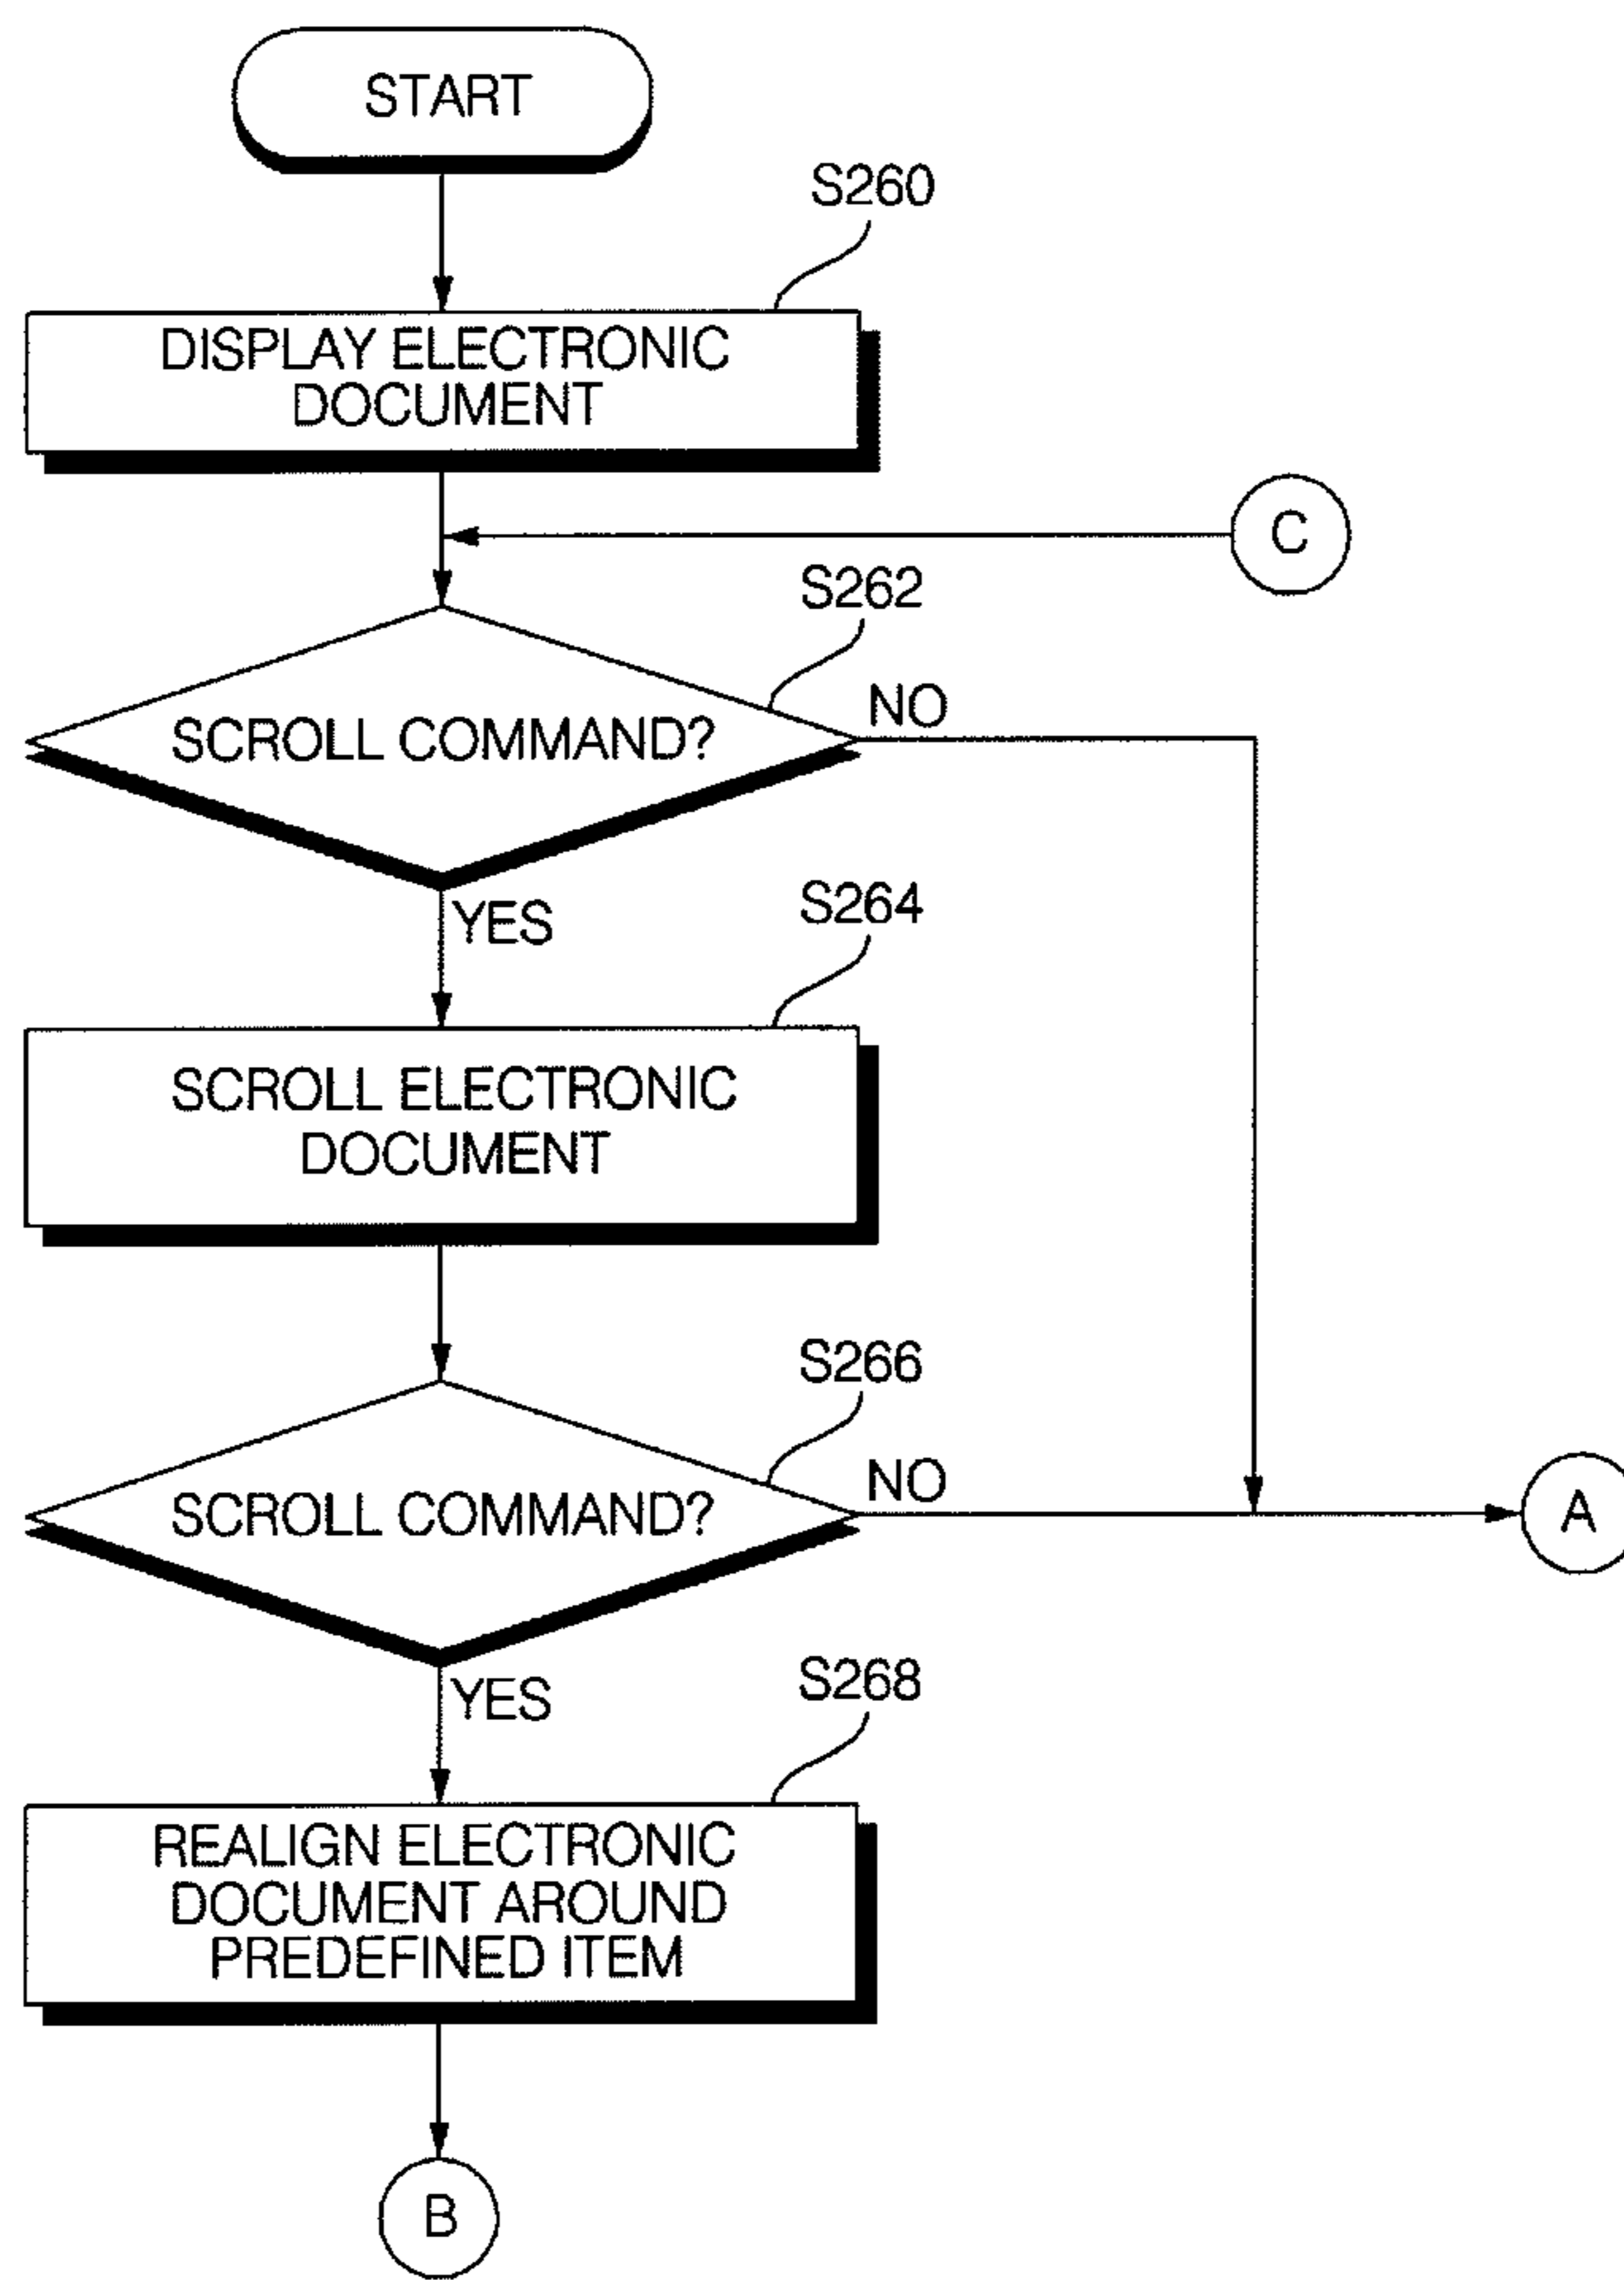 START
S260
DISPLAY ELECTRONIC
DOCUMENT
C
S262
SCROLL COMMAND?
NO
YES
S264
SCROLL ELECTRONIC
DOCUMENT
S266
SCROLL COMMAND?
NO
A
YES
S268
REALIGN ELECTRONIC
DOCUMENT AROUND
PREDEFINED ITEM
B